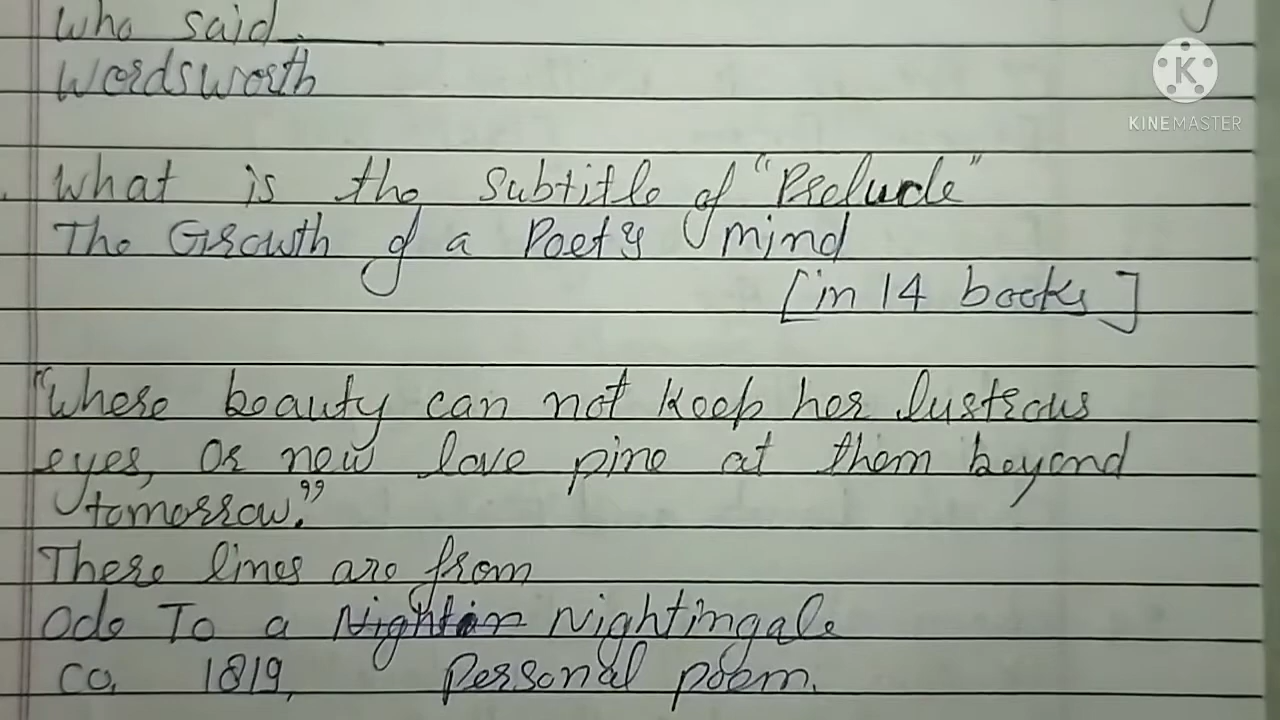 who said.
Wordsworth
KINEMASTER
What is the subtitle of "Prelude"
The Growth of a Poet's mind
[in 14 books]
"Where beauty can not keep her lustrous
eyes, Or new love pine at them beyond
tomorrow."
These lines are from
Ode To a Nightin Nightingale
1819, Personal poem.